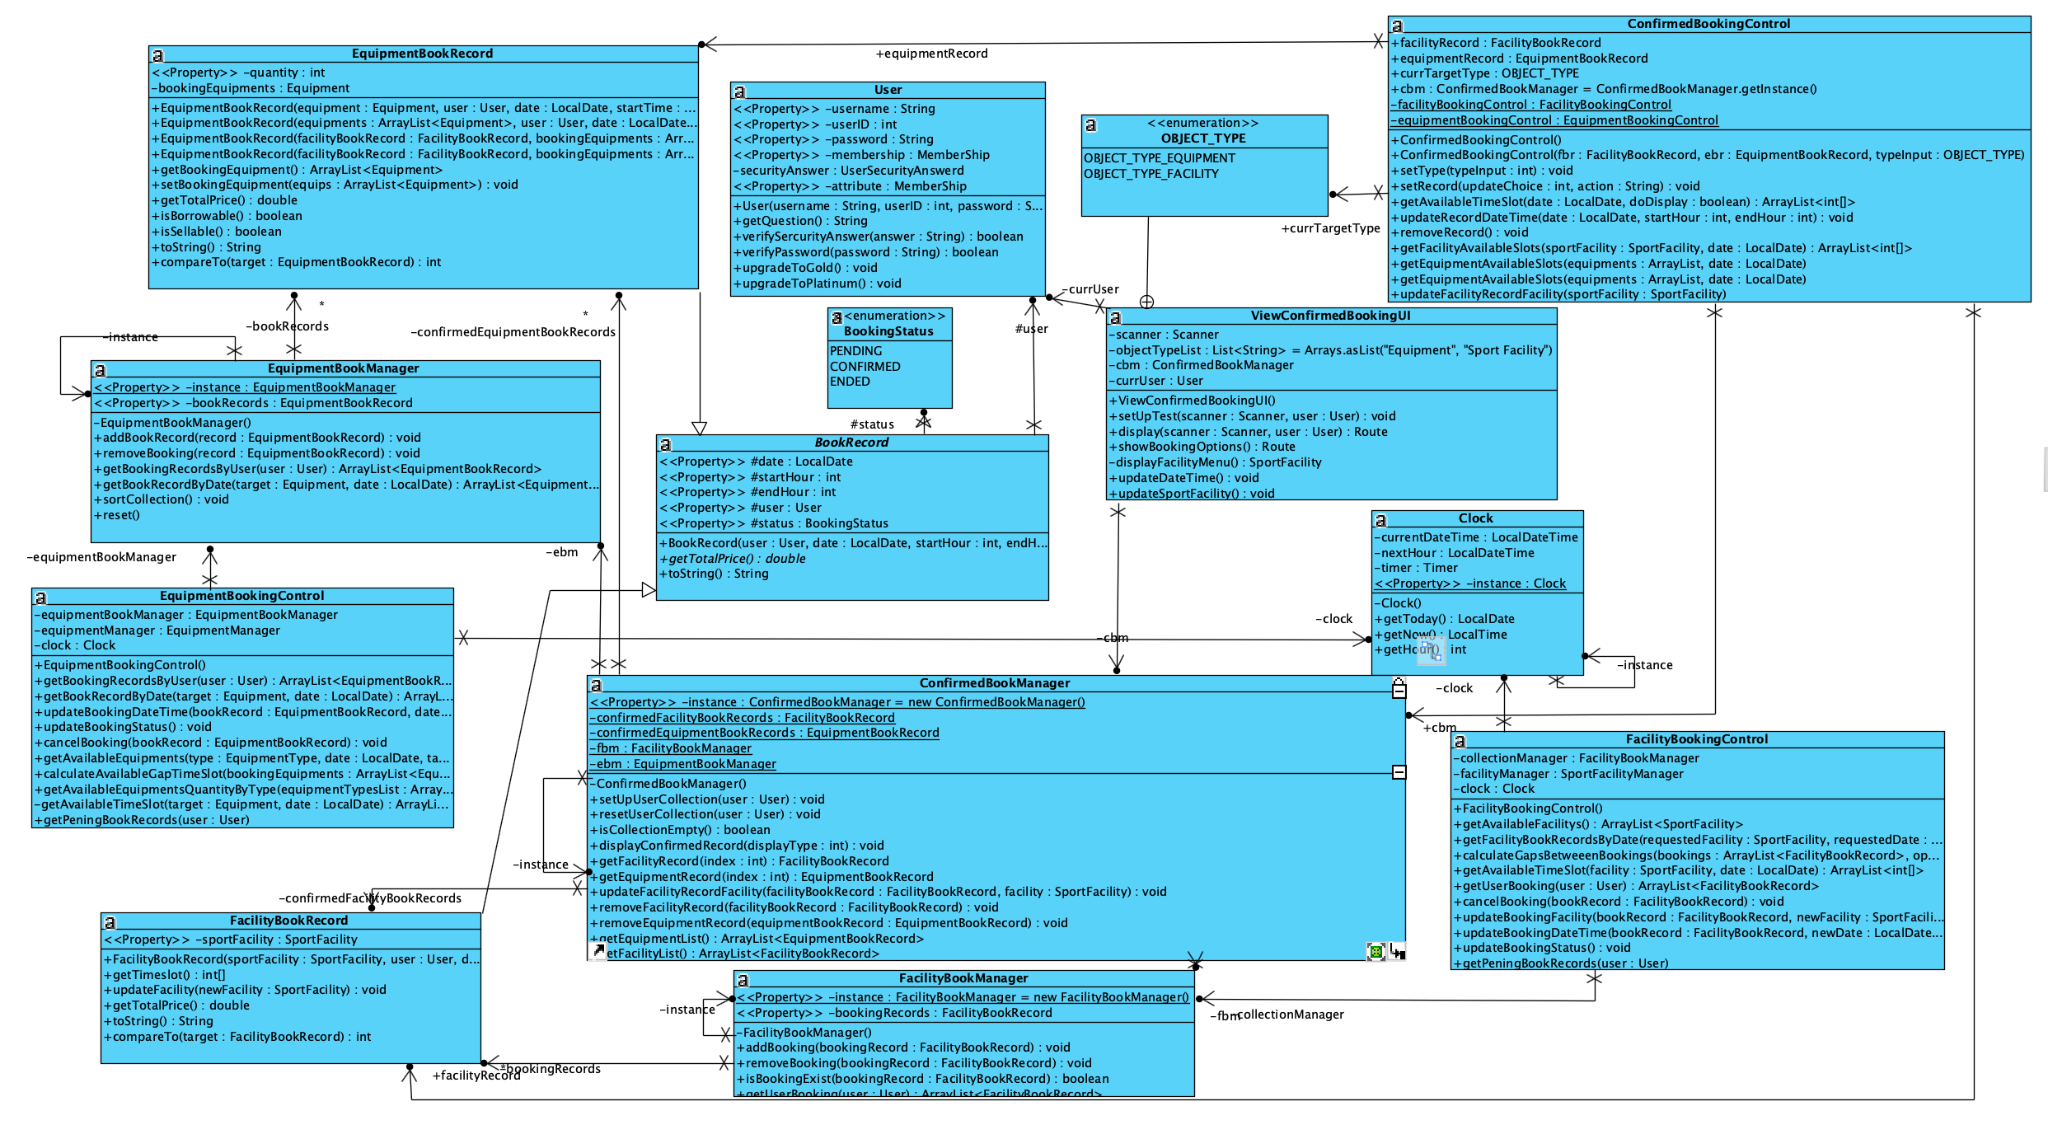 EquipmentBookRecord
<<Property>> -quantity : int
-bookingEquipments : Equipment
+EquipmentBookRecord(equipment : Equipment, user : User, date : LocalDate, startTime : ...
+EquipmentBookRecord(equipments : ArrayList<Equipment>, user : User, date : LocalDate...
+EquipmentBookRecord(facilityBookRecord : FacilityBookRecord, bookingEquipments : Arr...
+EquipmentBookRecord(facilityBookRecord : FacilityBookRecord, bookingEquipments : Arr...
+getBookingEquipment() : ArrayList<Equipment>
+setBookingEquipment(equips : ArrayList<Equipment>) : void
+getTotalPrice() : double
+isBorrowable() : boolean
+isSellable() : boolean
+toString() : String
+compareTo(target : EquipmentBookRecord) : int
+equipmentRecord
User
<<Property>> -username : String
<<Property>> -userID : int
<<Property>> -password : String
<<Property>> -membership : MemberShip
-securityAnswer : UserSecurityAnswerd
<<Property>> -attribute : MemberShip
+User(username : String, userID : int, password : S...
+getQuestion() : String
+verifySercurityAnswer(answer : String) : boolean
+verifyPassword(password : String) : boolean
+upgradeToGold() : void
+upgradeToPlatinum() : void
<<enumeration>>
OBJECT_TYPE
OBJECT_TYPE_EQUIPMENT
OBJECT_TYPE_FACILITY
+currTargetType
ConfirmedBookingControl
+facilityRecord : FacilityBookRecord
+equipmentRecord : EquipmentBookRecord
+currTargetType : OBJECT_TYPE
+cbm : ConfirmedBookManager = ConfirmedBookManager.getInstance()
-facilityBookingControl : FacilityBookingControl
-equipmentBookingControl : EquipmentBookingControl
+ConfirmedBookingControl()
+ConfirmedBookingControl(fbr : FacilityBookRecord, ebr : EquipmentBookRecord, typeInput : OBJECT_TYPE)
+setType(typeInput : int) : void
+setRecord(updateChoice : int, action : String) : void
+getAvailableTimeSlot(date : LocalDate, doDisplay : boolean) : ArrayList<int[]>
+updateRecordDateTime(date : LocalDate, startHour : int, endHour : int) : void
+removeRecord() : void
+getFacilityAvailableSlots(sportFacility : SportFacility, date : LocalDate) : ArrayList<int[]>
+getEquipmentAvailableSlots(equipments : ArrayList, date : LocalDate)
+getEquipmentAvailableSlots(equipments : ArrayList, date : LocalDate)
+updateFacilityRecordFacility(sportFacility : SportFacility)
*
-bookRecords
*
-confirmedEquipmentBookRecords
-instance
-currUser
#user
<<enumeration>>
BookingStatus
PENDING
CONFIRMED
ENDED
#status
ViewConfirmedBookingUI
-scanner : Scanner
-objectTypeList : List<String> = Arrays.asList("Equipment", "Sport Facility")
-cbm : ConfirmedBookManager
-currUser : User
+ViewConfirmedBookingUI()
+setUpTest(scanner : Scanner, user : User) : void
+display(scanner : Scanner, user : User) : Route
+showBookingOptions() : Route
-displayFacilityMenu() : SportFacility
+updateDateTime() : void
+updateSportFacility() : void
EquipmentBookManager
<<Property>> -instance : EquipmentBookManager
<<Property>> -bookRecords : EquipmentBookRecord
-EquipmentBookManager()
+addBookRecord(record : EquipmentBookRecord) : void
+removeBooking(record : EquipmentBookRecord) : void
+getBookingRecordsByUser(user : User) : ArrayList<EquipmentBookRecord>
+getBookRecordByDate(target : Equipment, date : LocalDate) : ArrayList<Equipment...
+sortCollection() : void
+reset()
-equipmentBookManager
-ebm
BookRecord
<<Property>> #date : LocalDate
<<Property>> #startHour : int
<<Property>> #endHour : int
<<Property>> #user : User
<<Property>> #status : BookingStatus
+BookRecord(user : User, date : LocalDate, startHour : int, endH...
+getTotalPrice() : double
+toString() : String
Clock
-currentDateTime : LocalDateTime
-nextHour : LocalDateTime
-timer : Timer
<<Property>> -instance : Clock
-Clock()
+getToday() : LocalDate
+getNow() : LocalTime
+getHour() : int
-clock
-cbm
-instance
-clock
EquipmentBookingControl
-equipmentBookManager : EquipmentBookManager
-equipmentManager : EquipmentManager
-clock : Clock
+EquipmentBookingControl()
+getBookingRecordsByUser(user : User) : ArrayList<EquipmentBookR...
+getBookRecordByDate(target : Equipment, date : LocalDate) : ArrayL...
+updateBookingDateTime(bookRecord : EquipmentBookRecord, date...
+updateBookingStatus() : void
+cancelBooking(bookRecord : EquipmentBookRecord) : void
+getAvailableEquipments(type : EquipmentType, date : LocalDate, ta...
+calculateAvailableGapTimeSlot(bookingEquipments : ArrayList<Equ...
+getAvailableEquipmentsQuantityByType(equipmentTypesList : Array...
-getAvailableTimeSlot(target : Equipment, date : LocalDate) : ArrayLi...
+getPeningBookRecords(user : User)
ConfirmedBookManager
<<Property>> -instance : ConfirmedBookManager = new ConfirmedBookManager()
-confirmedFacilityBookRecords : FacilityBookRecord
-confirmedEquipmentBookRecords : EquipmentBookRecord
-fbm : FacilityBookManager
-ebm : EquipmentBookManager
-ConfirmedBookManager()
+setUpUserCollection(user : User) : void
+resetUserCollection(user : User) : void
+isCollectionEmpty() : boolean
+displayConfirmedRecord(displayType : int) : void
+getFacilityRecord(index : int) : FacilityBookRecord
+getEquipmentRecord(index : int) : EquipmentBookRecord
+updateFacilityRecordFacility(facilityBookRecord : FacilityBookRecord, facility : SportFacility) : void
+removeFacilityRecord(facilityBookRecord : FacilityBookRecord) : void
+removeEquipmentRecord(equipmentBookRecord : EquipmentBookRecord) : void
+getEquipmentList() : ArrayList<EquipmentBookRecord>
etFacilityList() : ArrayList<FacilityBookRecord>
+cbm
-instance
FacilityBookingControl
-collectionManager : FacilityBookManager
-facilityManager : SportFacilityManager
-clock : Clock
+FacilityBookingControl()
+getAvailableFacilitys() : ArrayList<SportFacility>
+getFacilityBookRecordsByDate(requestedFacility : SportFacility, requestedDate : ...
+calculateGapsBetweeenBookings(bookings : ArrayList<FacilityBookRecord>, op...
+getAvailableTimeSlot(facility : SportFacility, date : LocalDate) : ArrayList<int[]>
+getUserBooking(user : User) : ArrayList<FacilityBookRecord>
+cancelBooking(bookRecord : FacilityBookRecord) : void
+updateBookingFacility(bookRecord : FacilityBookRecord, newFacility : SportFacili...
+updateBookingDateTime(bookRecord : FacilityBookRecord, newDate : LocalDate...
+updateBookingStatus() : void
+getPeningBookRecords(user : User)
-confirmedFacilityBookRecords
FacilityBookRecord
<<Property>> -sportFacility : SportFacility
+FacilityBookRecord(sportFacility : SportFacility, user : User, d...
+getTimeslot() : int[]
+updateFacility(newFacility : SportFacility) : void
+getTotalPrice() : double
+toString() : String
+compareTo(target : FacilityBookRecord) : int
FacilityBookManager
<<Property>> -instance : FacilityBookManager = new FacilityBookManager()
<<Property>> -bookingRecords : FacilityBookRecord
-FacilityBookManager()
+addBooking(bookingRecord : FacilityBookRecord) : void
+removeBooking(bookingRecord : FacilityBookRecord) : void
+isBookingExist(bookingRecord : FacilityBookRecord) : boolean
+getUserBooking(user : User) : ArrayList<FacilityBookRecord>
-instance
-fbm
-collectionManager
-bookingRecords
+facilityRecord